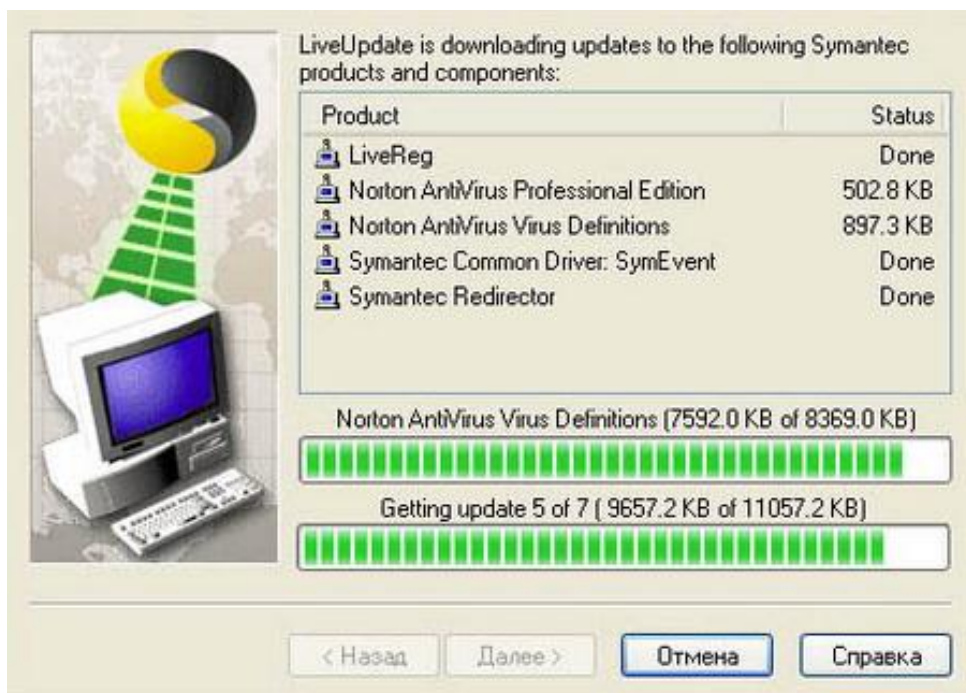 LiveUpdate is downloading updates to the following Symantec
products and components:
Product Status
LiveReg Done
Norton AntiVirus Professional Edition 502.8 KB
Norton AntiVirus Virus Definitions 897.3 KB
Symantec Common Driver: SymEvent Done
Symantec Redirector Done
Norton AntiVirus Virus Definitions (7592.0 KB of 8369.0 KB)
Getting update 5 of 7 ( 9657.2 KB of 11057.2 KB)
< Назад Далее > Отмена Справка